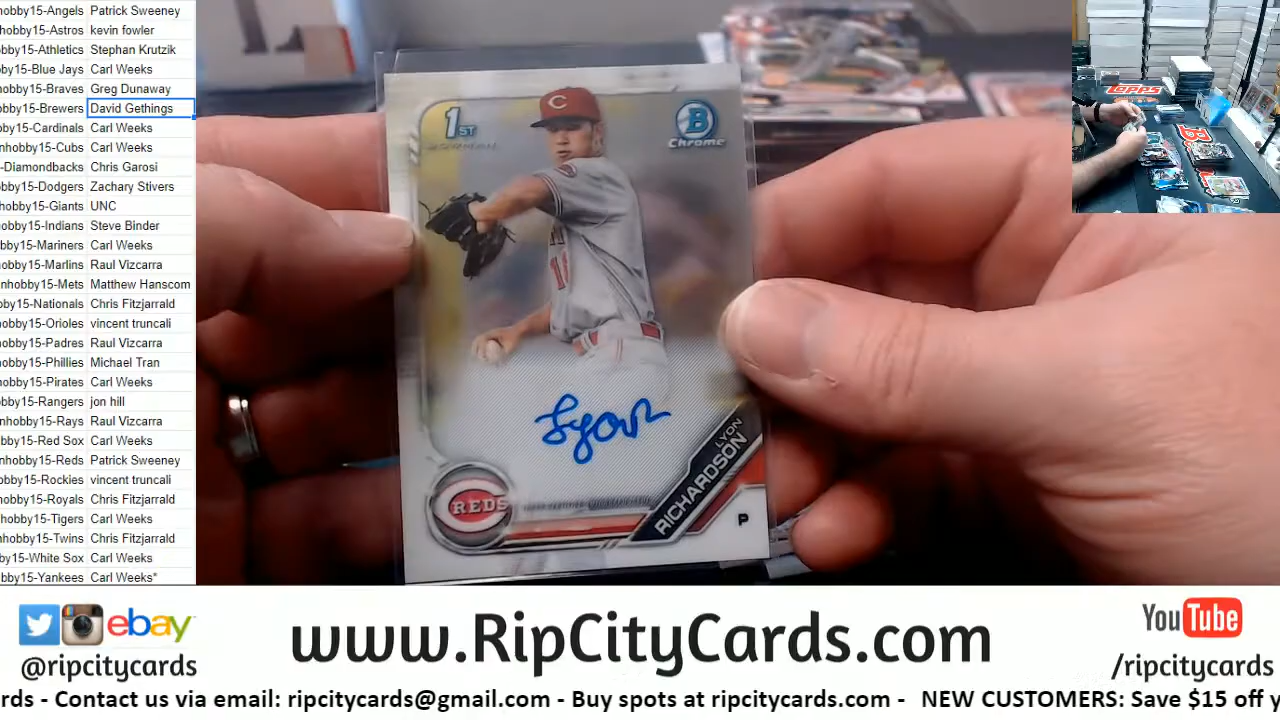 hobby15-Angels Patrick Sweeney
hobby15-Astros kevin fowler
hobby15-Athletics Stephan Krutzik
bby15-Blue Jays Carl Weeks
hobby15-Braves Greg Dunaway
obby15-Brewers David Gethings
bby15-Cardinals Carl Weeks
nhobby15-Cubs Carl Weeks
-Diamondbacks Chris Garosi
bby15-Dodgers Zachary Stivers
hobby15-Giants UNC
hobby15-Indians Steve Binder
bby15-Mariners Carl Weeks
obby15-Marlins Raul Vizcarra
nhobby15-Mets Matthew Hanscom
bby15-Nationals Chris Fitzjarrald
hobby15-Orioles vincent truncali
hobby15-Padres Raul Vizcarra
obby15-Phillies Michael Tran
hobby15-Pirates Carl Weeks
obby15-Rangers jon hill
nhobby15-Rays Raul Vizcarra
bby15-Red Sox Carl Weeks
nhobby15-Reds Patrick Sweeney
obby15-Rockies vincent truncali
hobby15-Royals Chris Fitzjarrald
hobby15-Tigers Carl Weeks
hobby15-Twins Chris Fitzjarrald
by15-White Sox Carl Weeks
bby15-Yankees Carl Weeks*
1ST
B
Chrome
C
Lyon
LYON
RICHARDSON
REDS
P
Topps
ebay
@ripcitycards
www.RipCityCards.com
YouTube
/ripcitycards
rds - Contact us via email: ripcitycards@gmail.com - Buy spots at ripcitycards.com - NEW CUSTOMERS: Save $15 off y